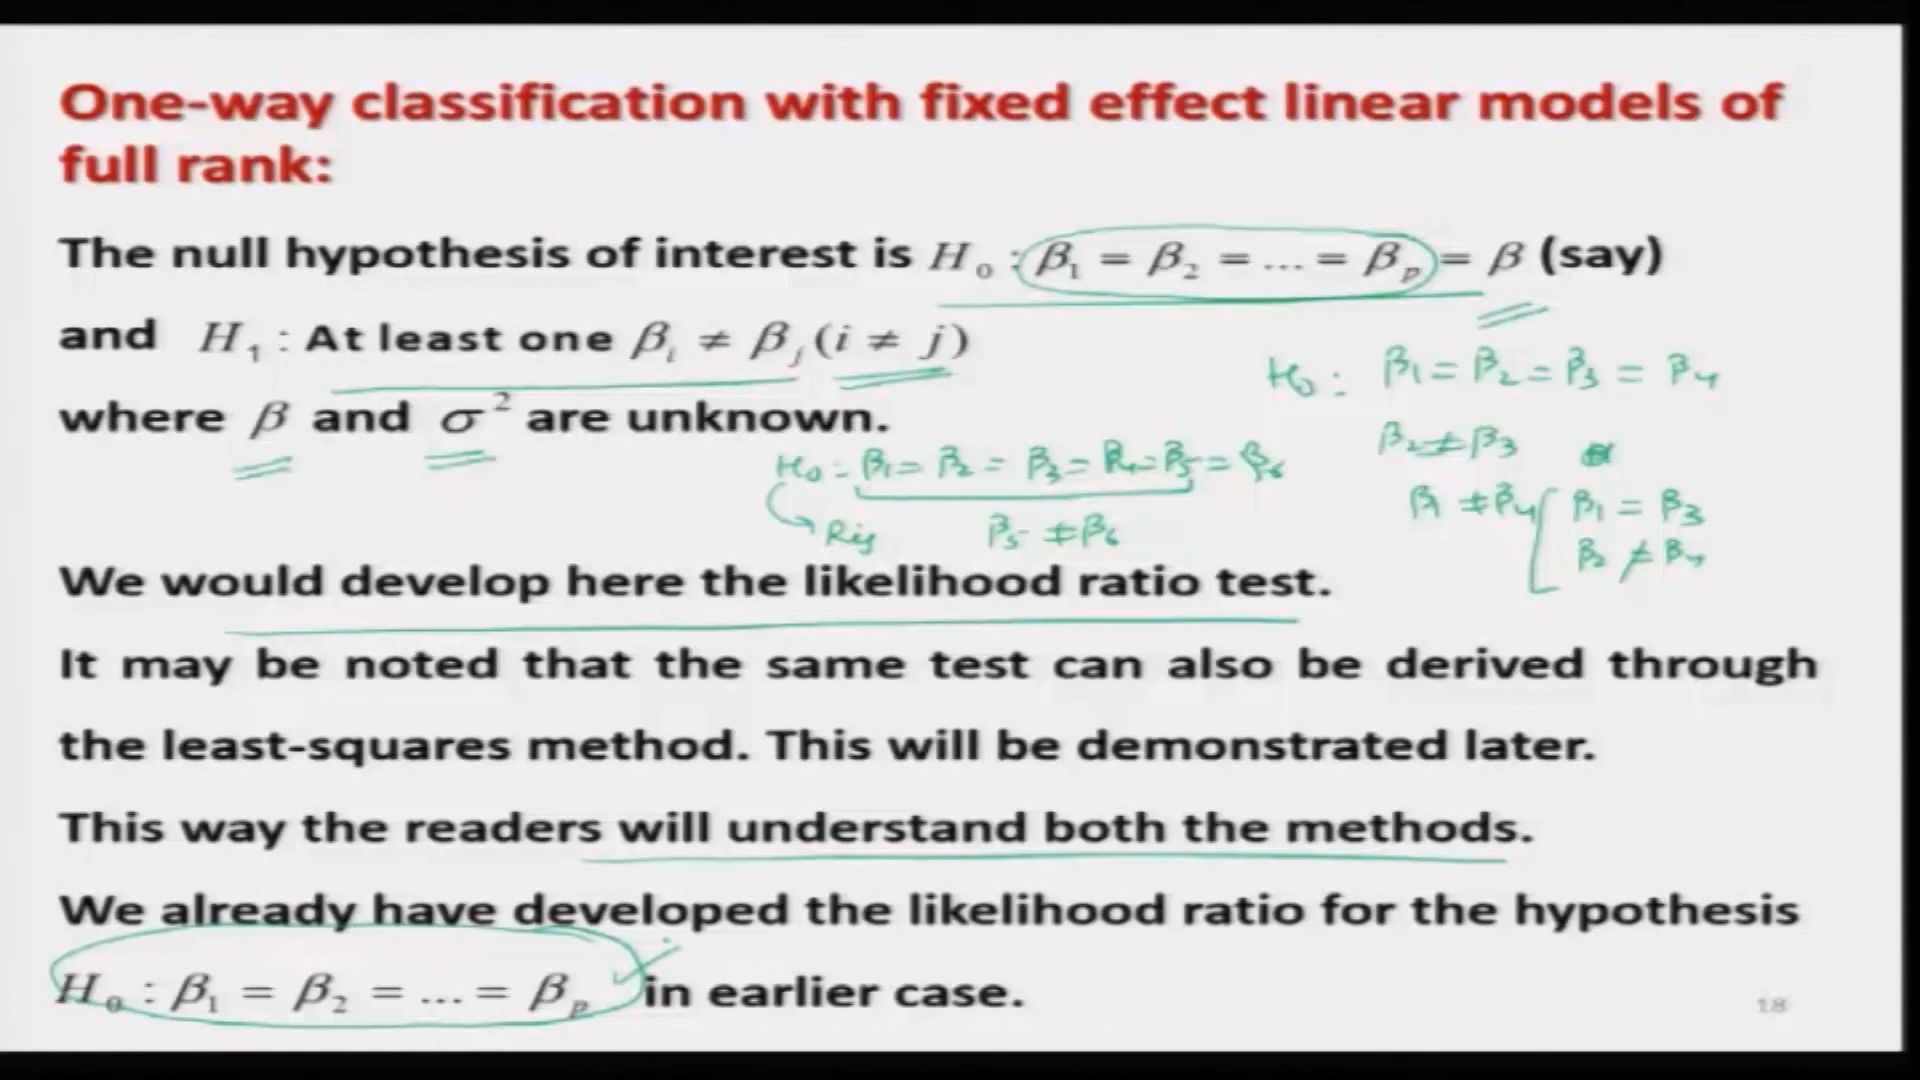 One-way classification with fixed effect linear models of
full rank:
The null hypothesis of interest is H₀ : β₁ = β₂ = ... = βₚ = β (say)
and H₁ : At least one βᵢ ≠ βⱼ (i ≠ j)
H₀ : β₁ = β₂ = β₃ = β₄
where β and σ² are unknown.
β₂ ≠ β₃
H₀ : β₁ = β₂ = β₃ = β₄ = β₅ = β₆
β₁ ≠ β₄
β₁ = β₃
Rej
β₅ ≠ β₆
β₂ ≠ β₄
We would develop here the likelihood ratio test.
It may be noted that the same test can also be derived through
the least-squares method. This will be demonstrated later.
This way the readers will understand both the methods.
We already have developed the likelihood ratio for the hypothesis
H₀ : β₁ = β₂ = ... = βₚ in earlier case.
18